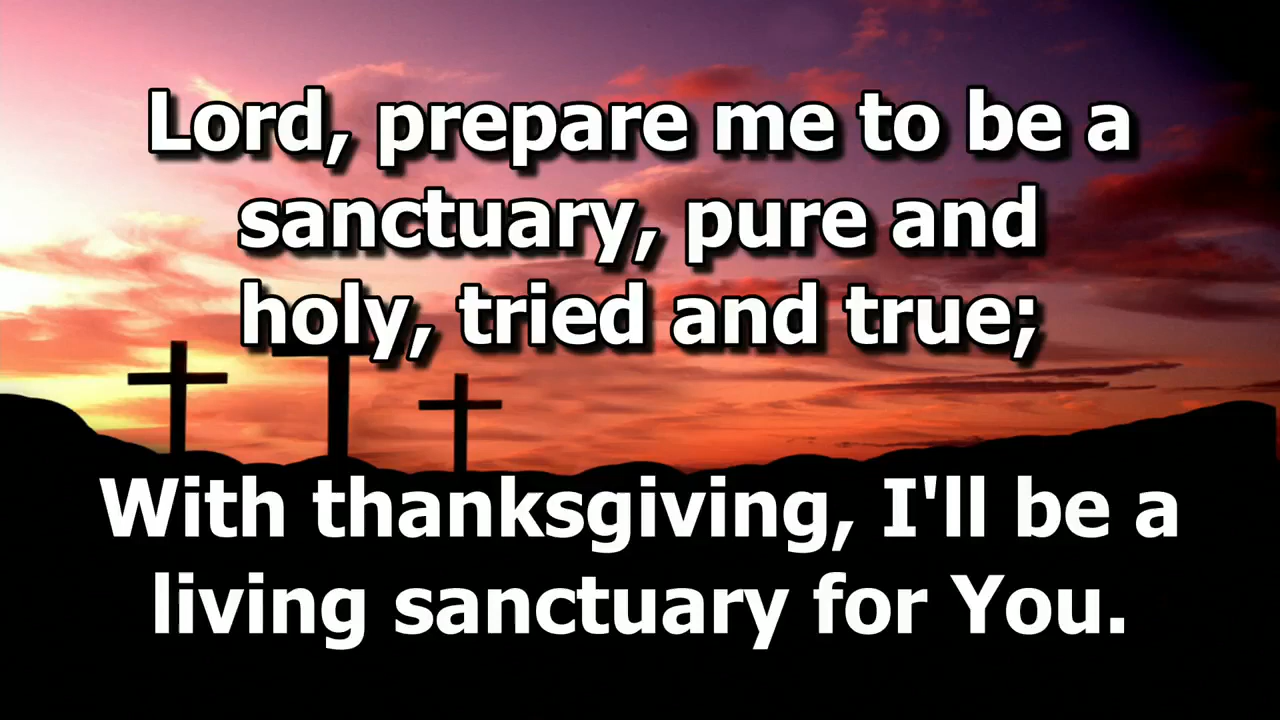 Lord, prepare me to be a
sanctuary, pure and
holy, tried and true;
With thanksgiving, I'll be a
living sanctuary for You.